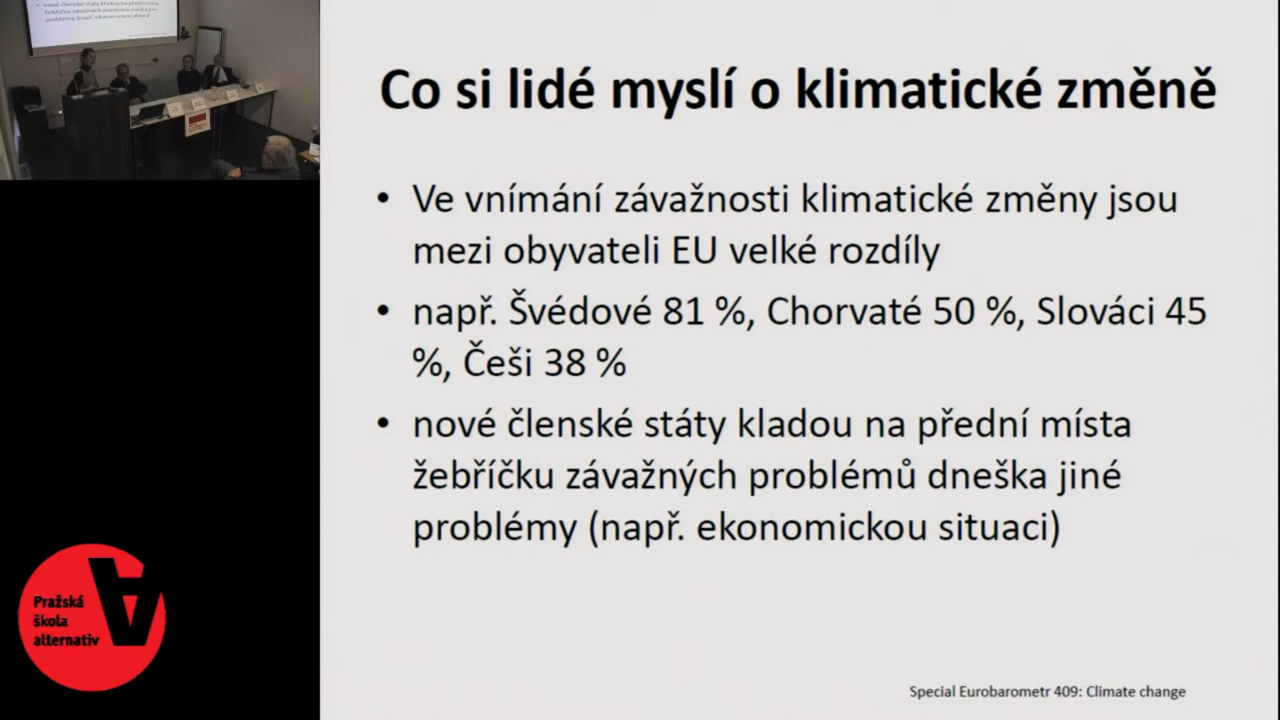 Co si lidé myslí o klimatické změně
• Ve vnímání závažnosti klimatické změny jsou
mezi obyvateli EU velké rozdíly
• např. Švédové 81 %, Chorvaté 50 %, Slováci 45
%, Češi 38 %
• nové členské státy kladou na přední místa
žebříčku závažných problémů dneška jiné
problémy (např. ekonomickou situaci)
Special Eurobarometr 409: Climate change
Pražská
škola
alternativ